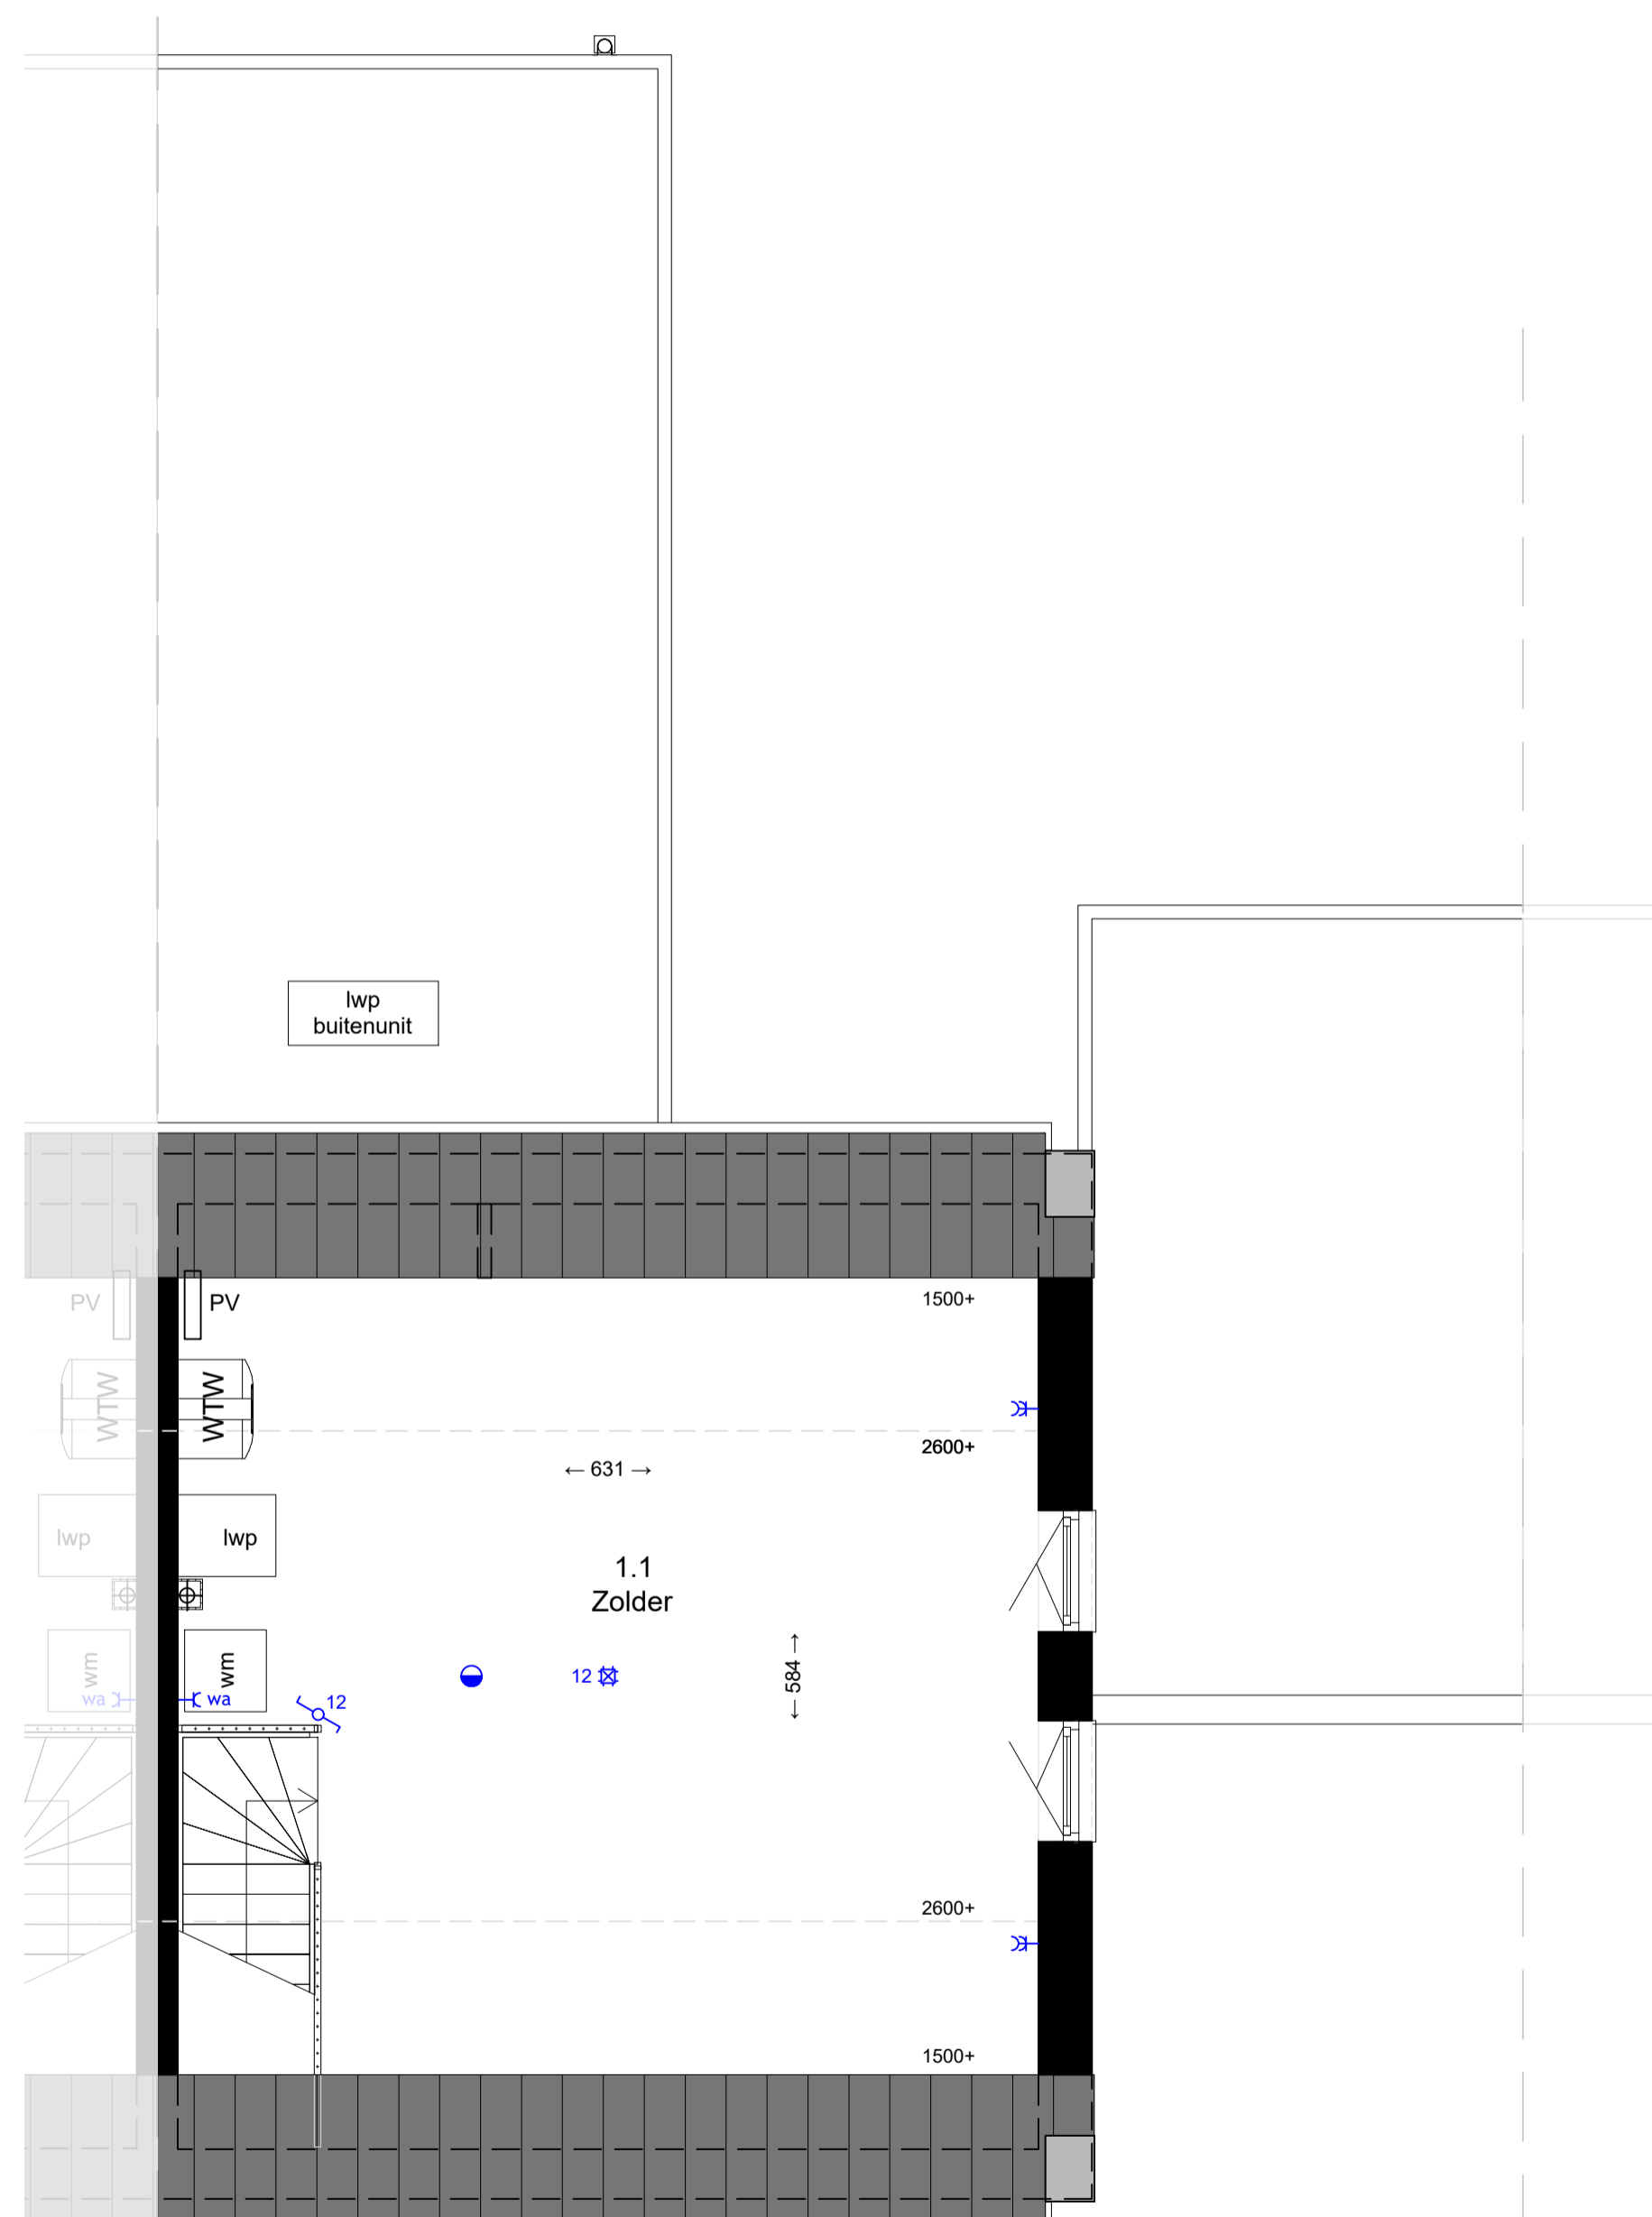 lwp
buitenunit
1500+
PV
PV
WTW
WTW
2600+
← 631 →
lwp
lwp
1.1
Zolder
← 584 →
wm
wm
12
wa
wa
12
2600+
1500+